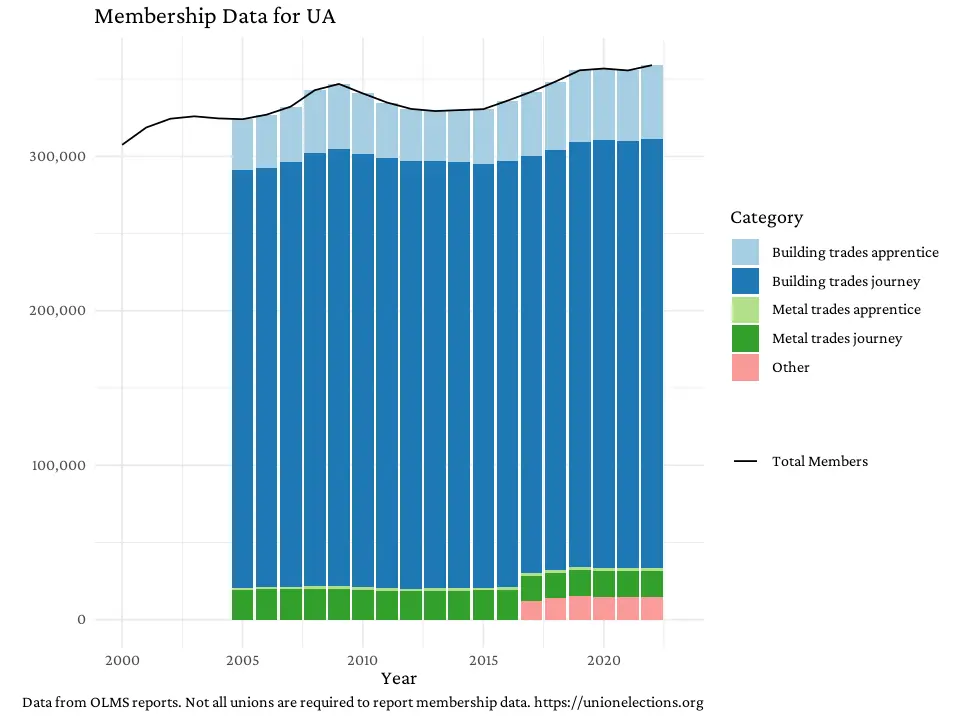 Membership Data for UA
300,000
200,000
100,000
0
2000 2005 2010 2015 2020
Year
Category
Building trades apprentice
Building trades journey
Metal trades apprentice
Metal trades journey
Other
Total Members
Data from OLMS reports. Not all unions are required to report membership data. https://unionelections.org